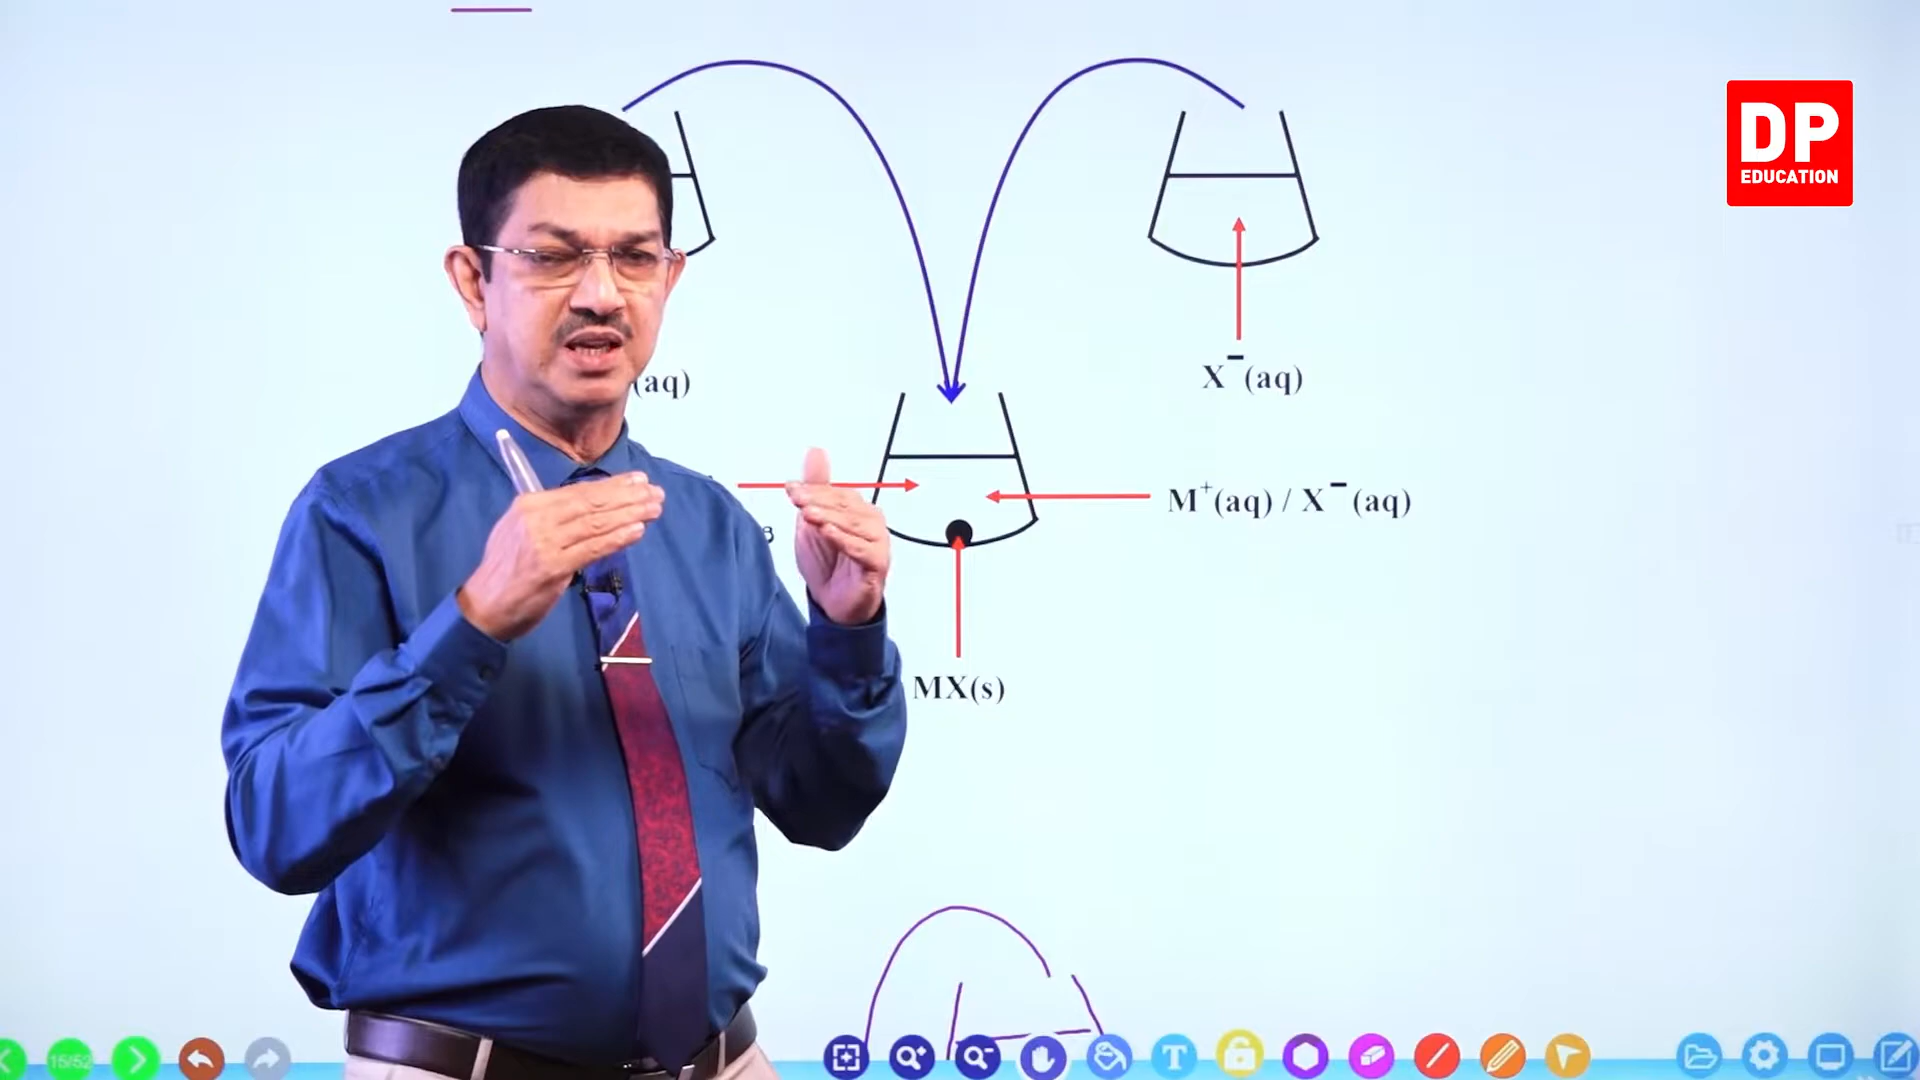 DP
EDUCATION
(aq)
X⁻(aq)
M⁺(aq) / X⁻(aq)
MX(s)
15/52
T